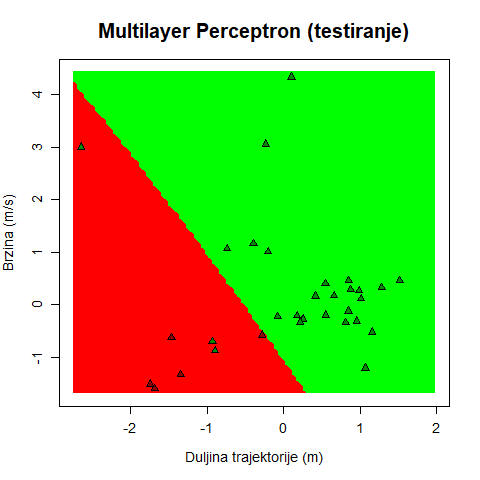 Multilayer Perceptron (testiranje)
4
3
2
1
0
-1
Brzina (m/s)
-2 -1 0 1 2
Duljina trajektorije (m)